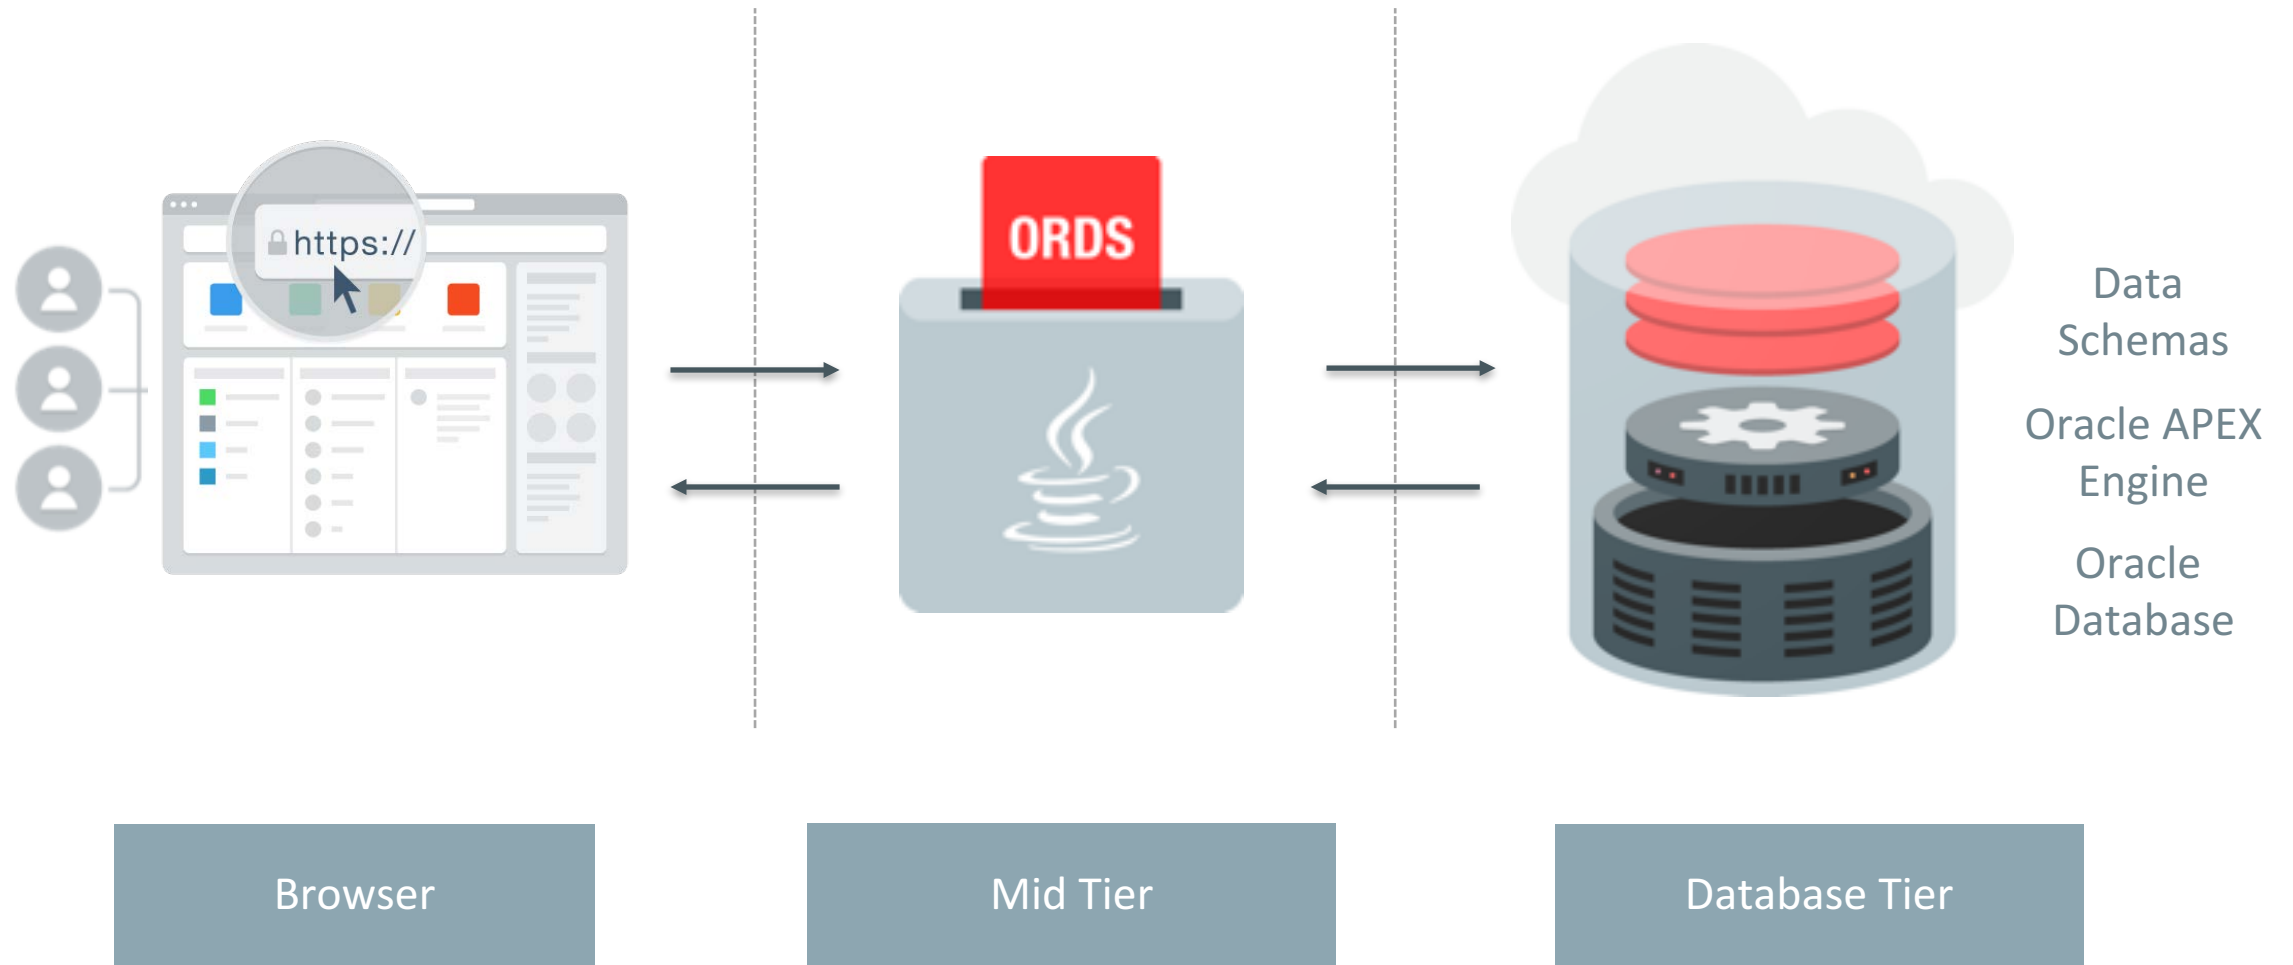 https://
ORDS
Data
Schemas
Oracle APEX
Engine
Oracle
Database
Browser
Mid Tier
Database Tier